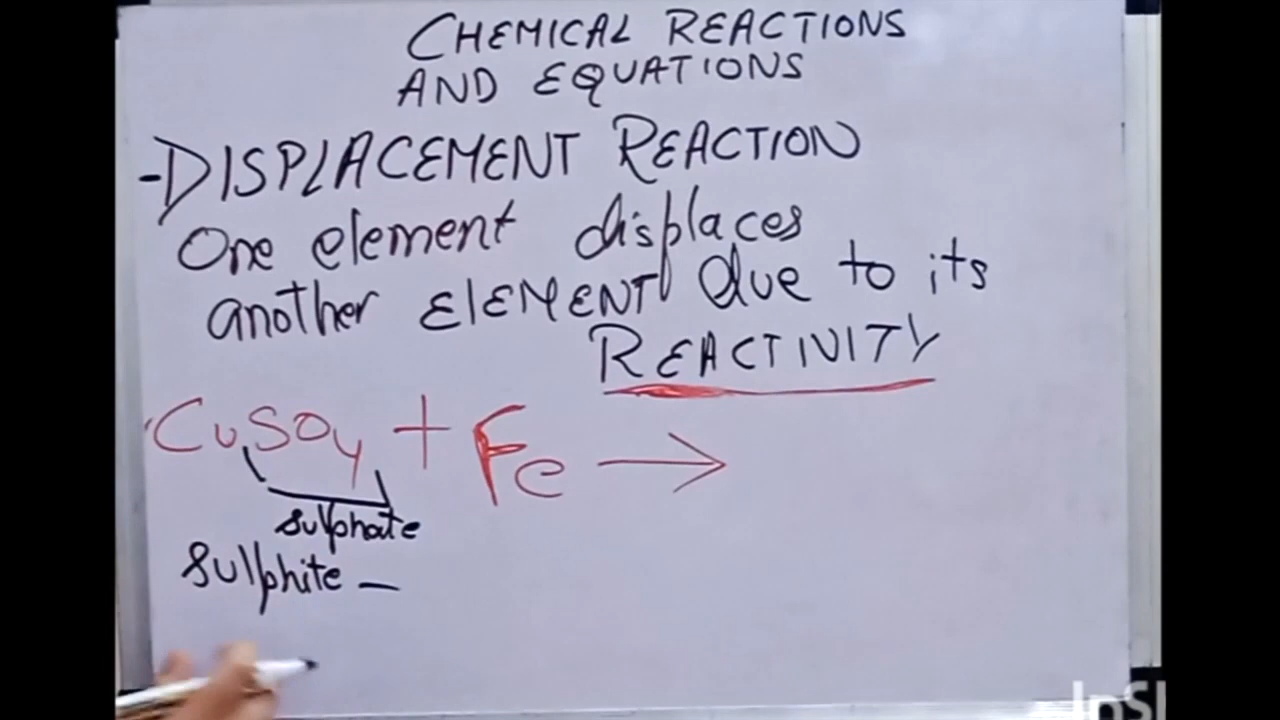 CHEMICAL REACTIONS
AND EQUATIONS
-DISPLACEMENT REACTION
One element displaces
another ElEMENT due to its
REACTIVITY
CuSO4 + Fe →
sulphate
sulphite —
InSh